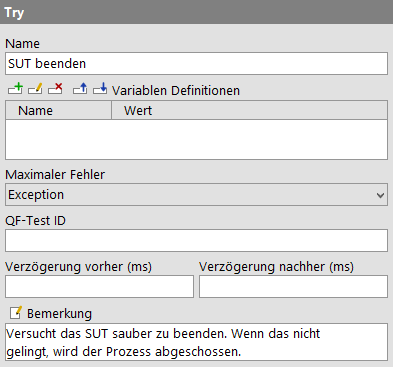 Try
Name
SUT beenden
Variablen Definitionen
Name Wert
Maximaler Fehler
Exception
QF-Test ID
Verzögerung vorher (ms) Verzögerung nachher (ms)
Bemerkung
Versucht das SUT sauber zu beenden. Wenn das nicht
gelingt, wird der Prozess abgeschossen.